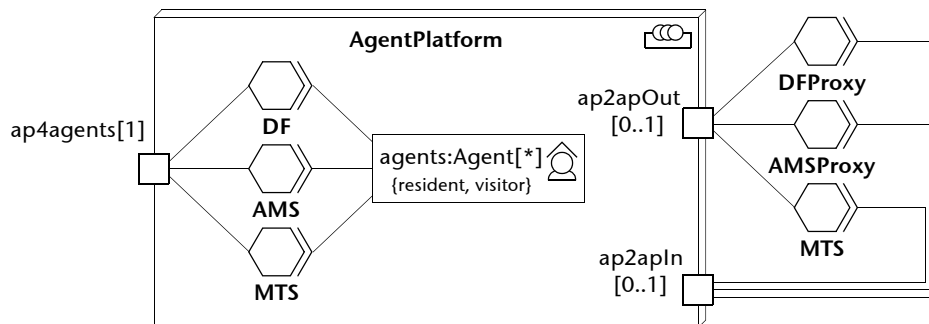 AgentPlatform
ap4agents[1]
DF
AMS
MTS
agents:Agent[*]
{resident, visitor}
ap2apOut
[0..1]
ap2apIn
[0..1]
DFProxy
AMSProxy
MTS